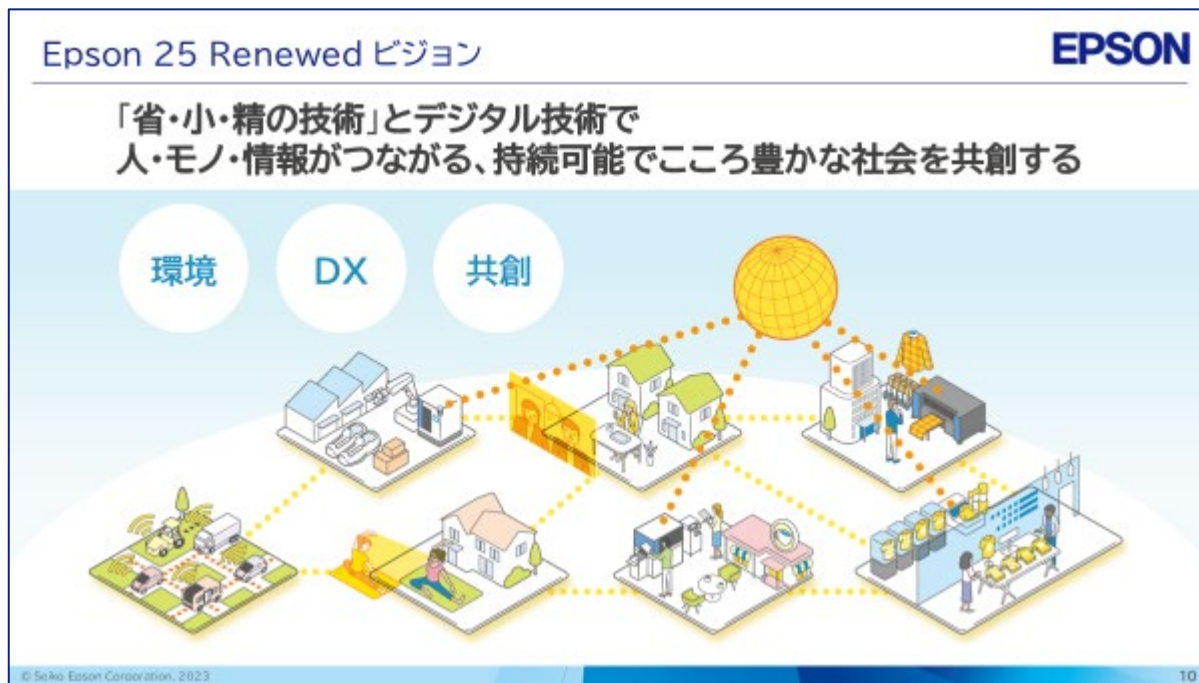 Epson 25 Renewed ビジョン
EPSON
「省・小・精の技術」とデジタル技術で
人・モノ・情報がつながる、持続可能でこころ豊かな社会を共創する
環境
DX
共創
© Seiko Epson Corporation, 2023
10